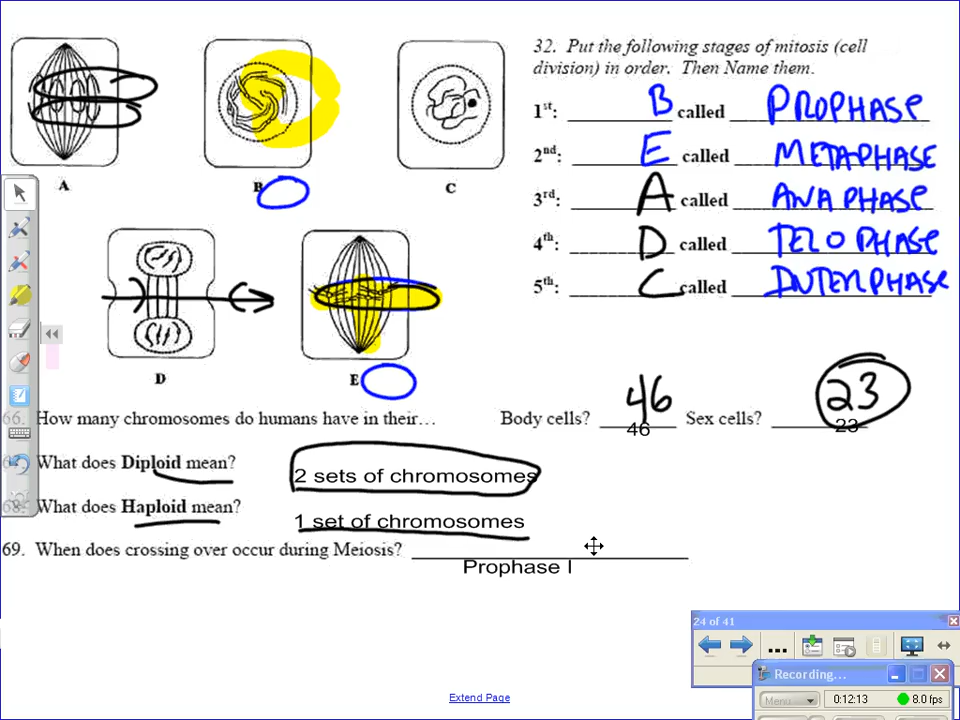 32. Put the following stages of mitosis (cell
division) in order. Then Name them.
1st: B called PROPHASE
2nd: E called METAPHASE
3rd: A called ANAPHASE
4th: D called TELOPHASE
5th: C called INTERPHASE
A
B
C
D
E
66. How many chromosomes do humans have in their… Body cells? 46 Sex cells? 23
46 23
What does Diploid mean? 2 sets of chromosomes
68. What does Haploid mean?
1 set of chromosomes
69. When does crossing over occur during Meiosis?
Prophase I
24 of 41
Recording...
Menu 0:12:13 8.0 fps
Extend Page